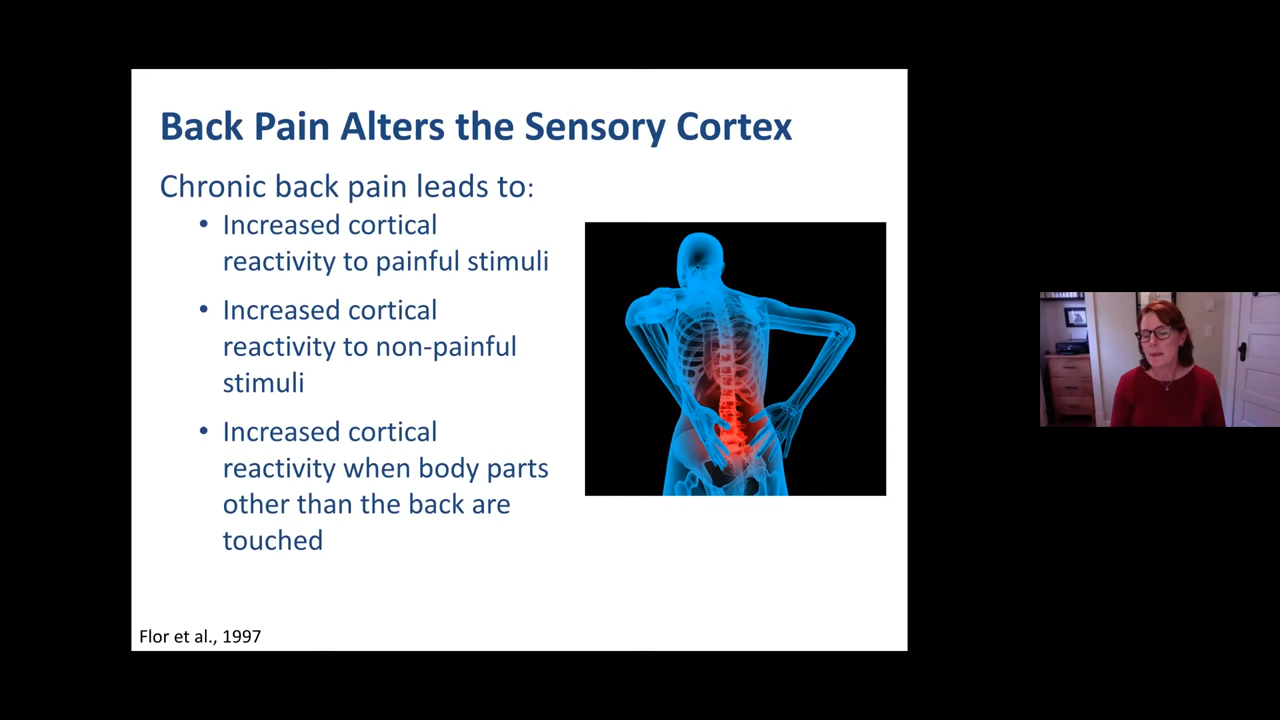 Back Pain Alters the Sensory Cortex
Chronic back pain leads to:
• Increased cortical
reactivity to painful stimuli
• Increased cortical
reactivity to non-painful
stimuli
• Increased cortical
reactivity when body parts
other than the back are
touched
Flor et al., 1997